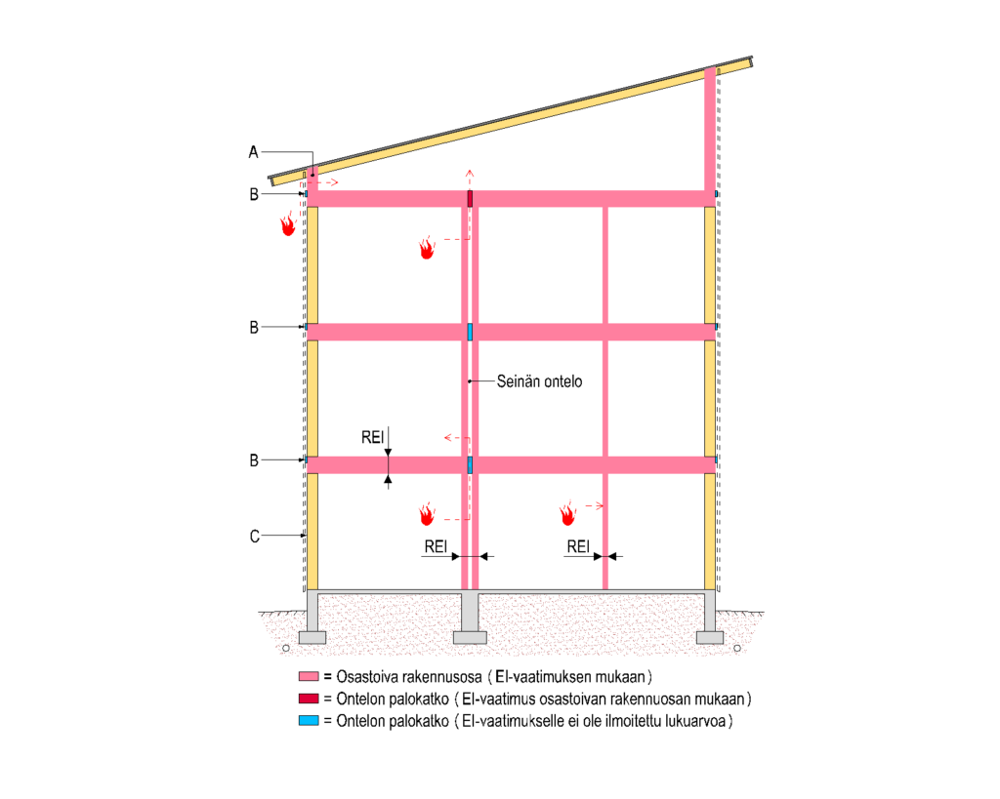 A
B
B
Seinän ontelo
REI
B
C
REI
REI
= Osastoiva rakennusosa ( EI-vaatimuksen mukaan )
= Ontelon palokatko ( EI-vaatimus osastoivan rakennuosan mukaan )
= Ontelon palokatko ( EI-vaatimukselle ei ole ilmoitettu lukuarvoa )